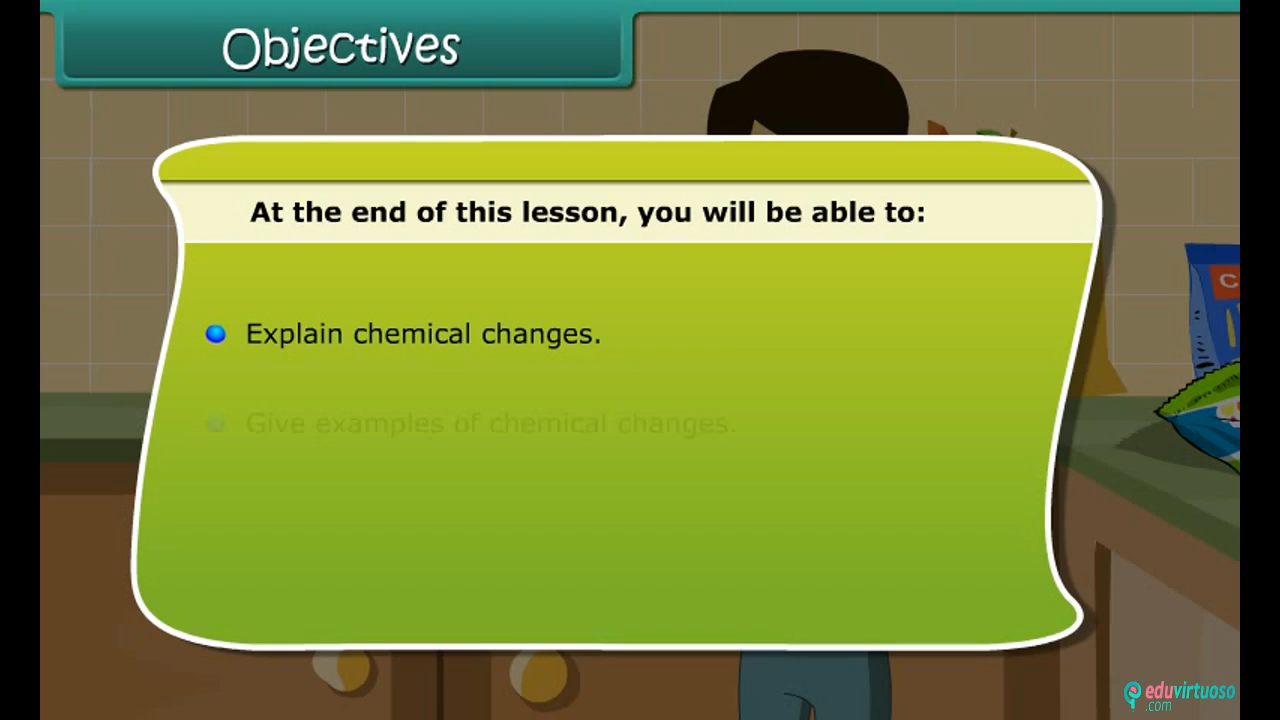 Objectives
At the end of this lesson, you will be able to:
Explain chemical changes.
Give examples of chemical changes.
C
eduvirtuoso
.com